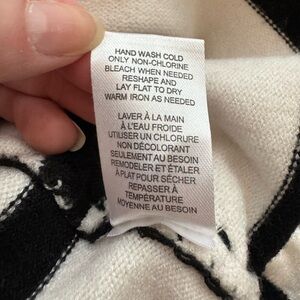 HAND WASH COLD
ONLY NON-CHLORINE
BLEACH WHEN NEEDED
RESHAPE AND
LAY FLAT TO DRY
WARM IRON AS NEEDED
LAVER À LA MAIN
À L'EAU FROIDE
UTILISER UN CHLORURE
NON DÉCOLORANT
SEULEMENT AU BESOIN
REMODELER ET ÉTALER
À PLAT POUR SÉCHER
REPASSER À
TEMPÉRATURE
MOYENNE AU BESOIN